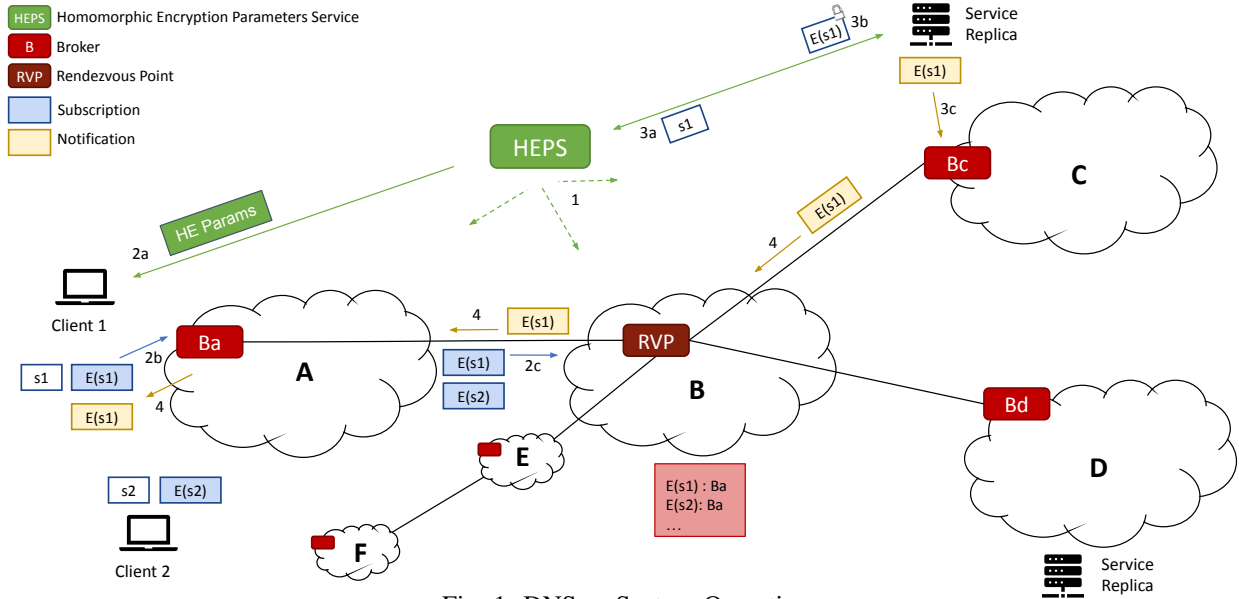 HEPS Homomorphic Encryption Parameters Service
B Broker
RVP Rendezvous Point
Subscription
Notification
E(s1) 3b
Service
Replica
E(s1)
3c
3a s1
HEPS
1
Bc
C
HE Params
2a
E(s1)
4
Client 1
Ba
2b
s1 E(s1)
E(s1)
4
A
4 E(s1)
E(s1) 2c
E(s2)
RVP
B
Bd
D
E
F
E(s1) : Ba
E(s2): Ba
...
s2 E(s2)
Client 2
Service
Replica